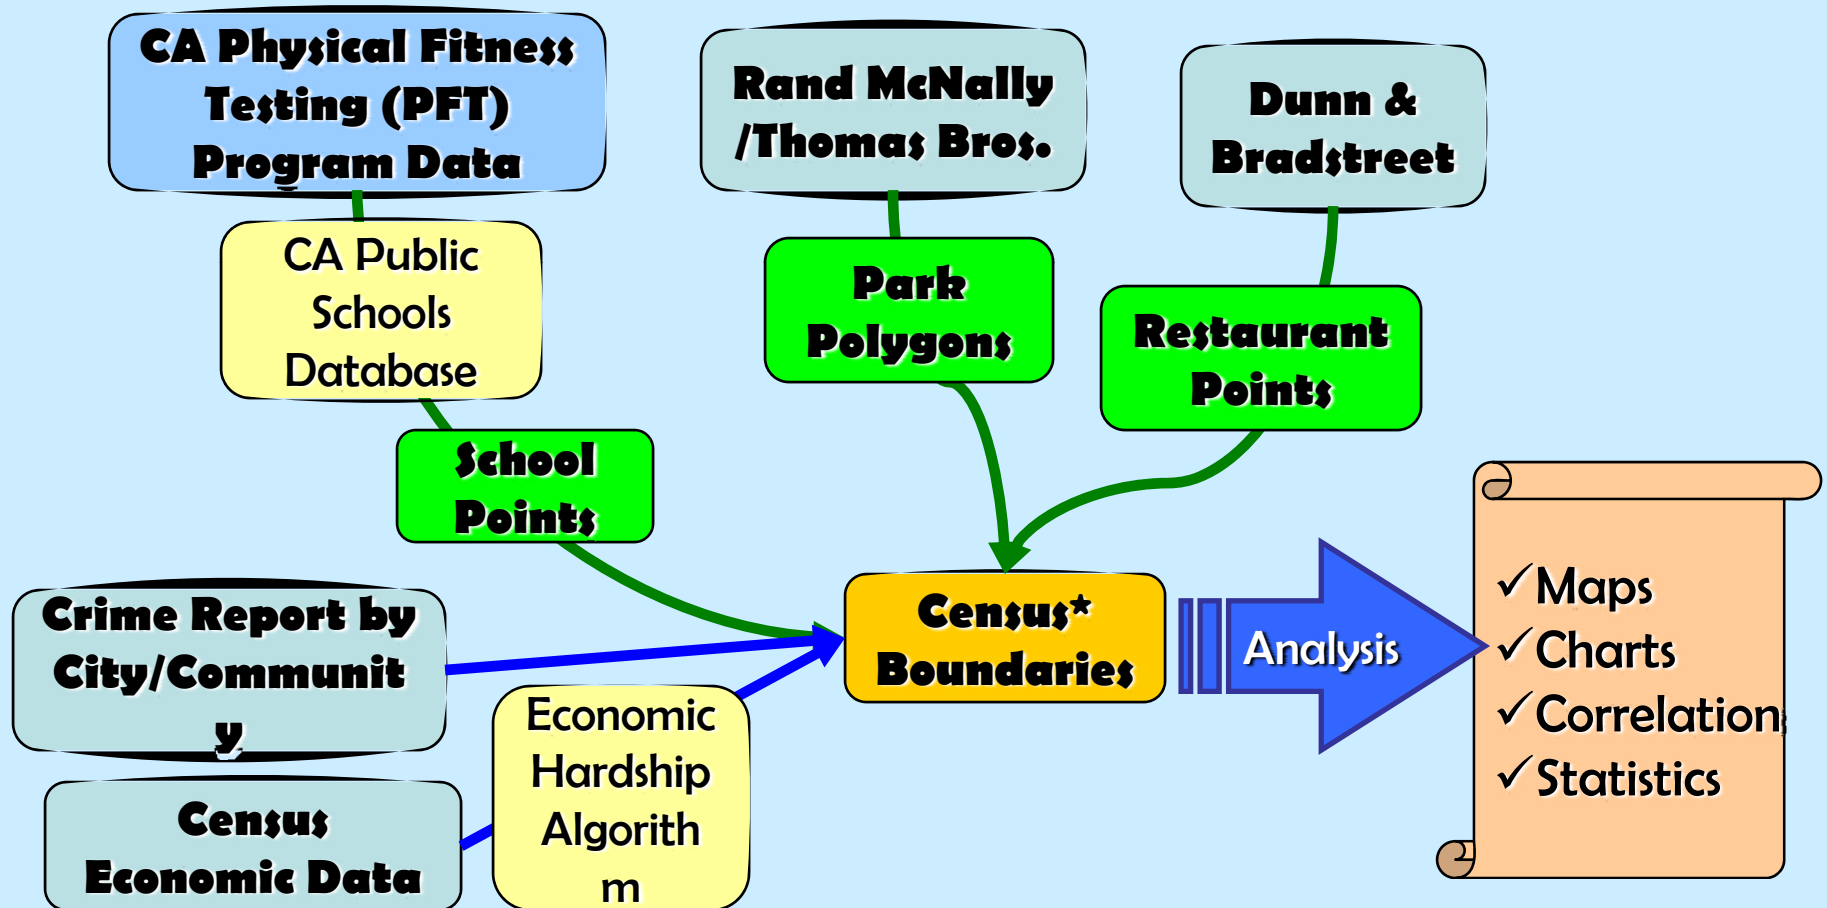 CA Physical Fitness
Testing (PFT)
Program Data
Rand McNally
/Thomas Bros.
Dunn &
Bradstreet
CA Public
Schools
Database
Park
Polygons
Restaurant
Points
School
Points
Crime Report by
City/Communit
y
Census*
Boundaries
Analysis
✓Maps
✓Charts
✓Correlations
✓Statistics
Economic
Hardship
Algorith
m
Census
Economic Data